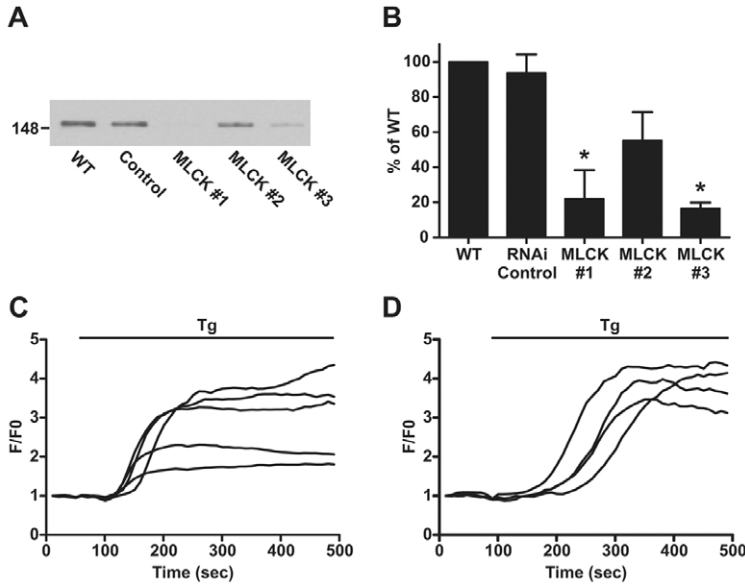 A
148
WT
Control
MLCK #1
MLCK #2
MLCK #3
B
% of WT
100
80
60
40
20
0
*
*
WT
RNAi Control
MLCK #1
MLCK #2
MLCK #3
C
Tg
F/F0
5
4
3
2
1
0
0
100
200
300
400
500
Time (sec)
D
Tg
F/F0
5
4
3
2
1
0
0
100
200
300
400
500
Time (sec)